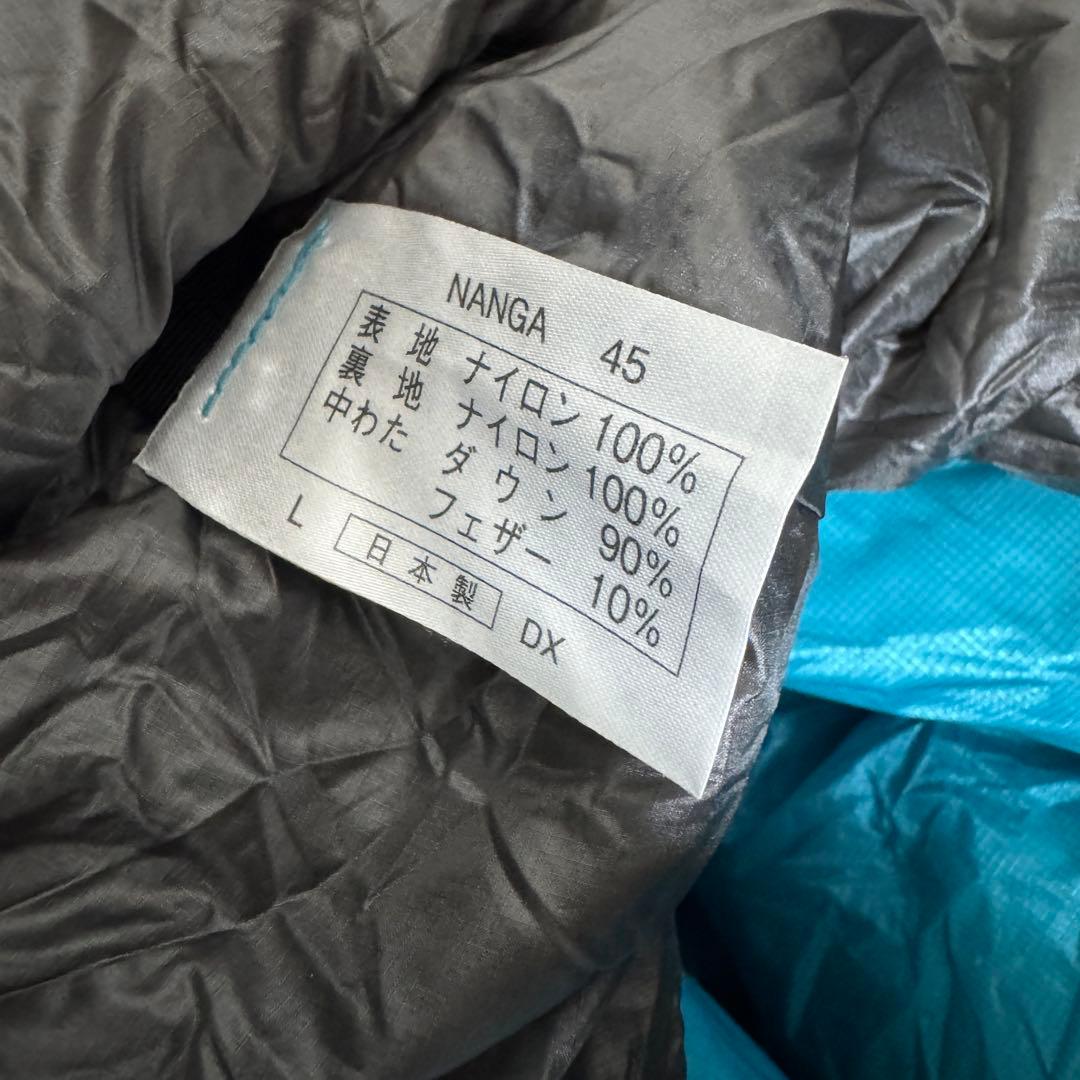 NANGA 45
表地 ナイロン 100%
裏地 ナイロン 100%
中わた ダウン 90%
フェザー 10%
L 日本製 DX